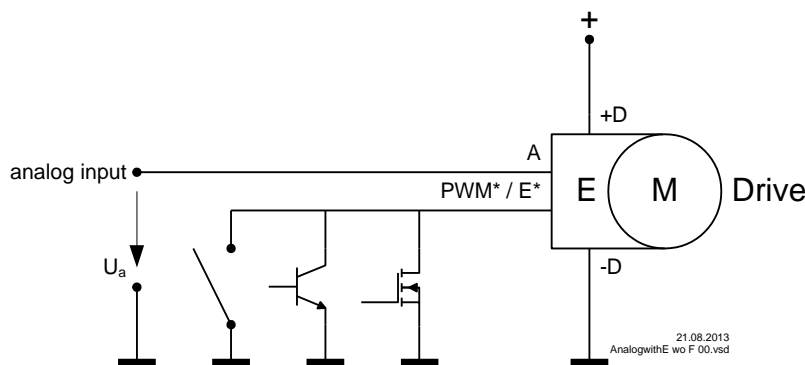 +
+D
A
analog input
PWM* / E*
E
M
Drive
Ua
-D
21.08.2013
AnalogwithE wo F 00.vsd